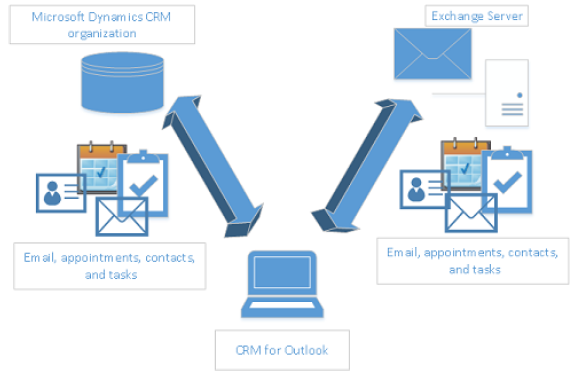 Microsoft Dynamics CRM
organization
Exchange Server
Email, appointments, contacts,
and tasks
Email, appointments, contacts,
and tasks
CRM for Outlook